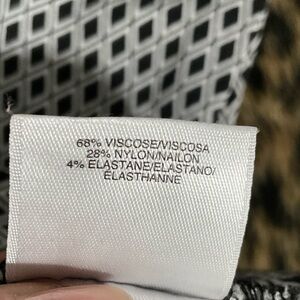 68% VISCOSE/VISCOSA
28% NYLON/NAILON
4% ELASTANE/ELASTANO/
ELASTHANNE